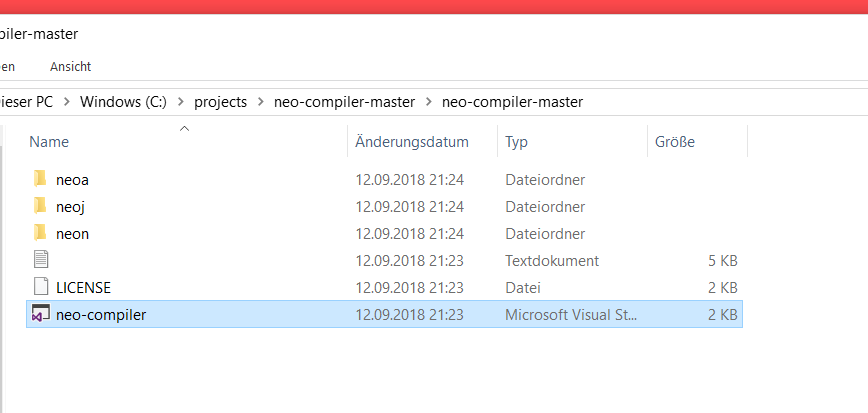 piler-master
en Ansicht
ieser PC > Windows (C:) > projects > neo-compiler-master > neo-compiler-master
Name Änderungsdatum Typ Größe
neoa 12.09.2018 21:24 Dateiordner
neoj 12.09.2018 21:24 Dateiordner
neon 12.09.2018 21:24 Dateiordner
12.09.2018 21:23 Textdokument 5 KB
LICENSE 12.09.2018 21:23 Datei 2 KB
neo-compiler 12.09.2018 21:23 Microsoft Visual St... 2 KB